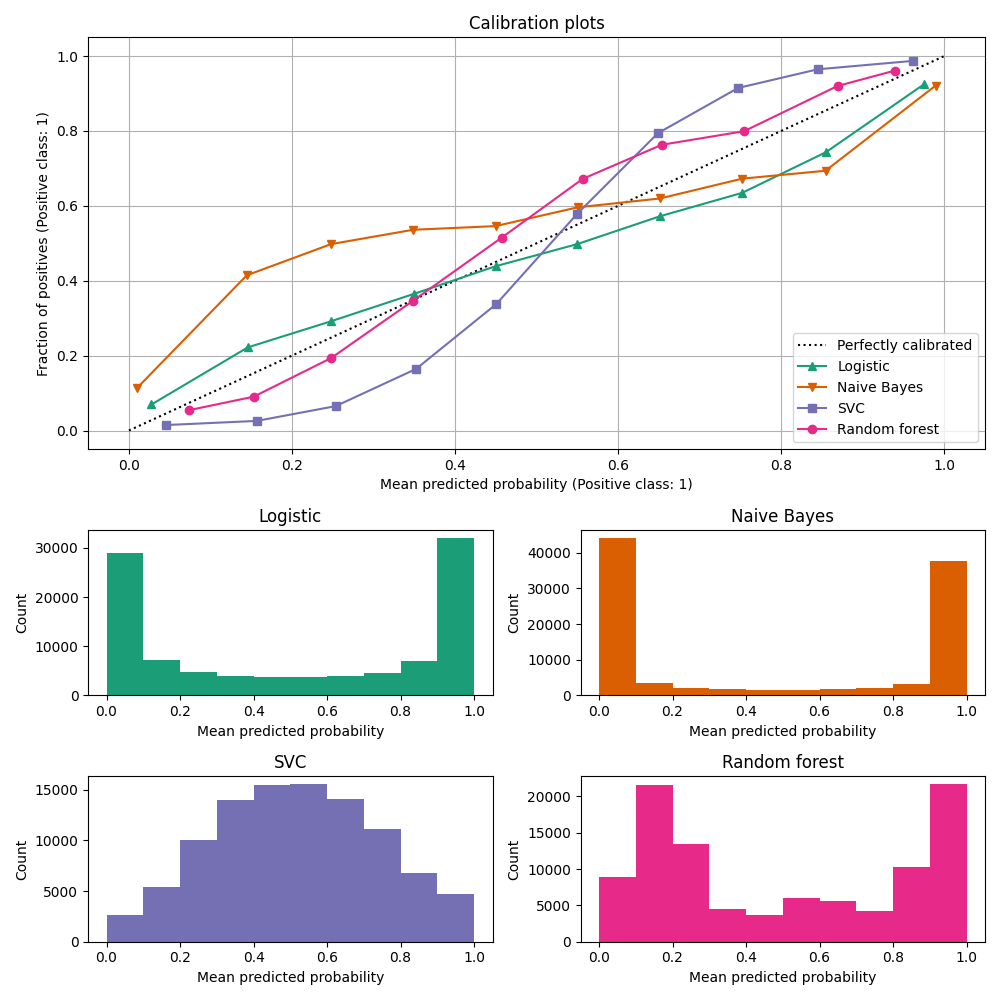 Calibration plots
1.0
0.8
0.6
0.4
0.2
0.0
Fraction of positives (Positive class: 1)
Perfectly calibrated
Logistic
Naive Bayes
SVC
Random forest
0.0 0.2 0.4 0.6 0.8 1.0
Mean predicted probability (Positive class: 1)
Logistic
30000
20000
10000
0
Count
0.0 0.2 0.4 0.6 0.8 1.0
Mean predicted probability
Naive Bayes
40000
30000
20000
10000
0
Count
0.0 0.2 0.4 0.6 0.8 1.0
Mean predicted probability
SVC
15000
10000
5000
0
Count
0.0 0.2 0.4 0.6 0.8 1.0
Mean predicted probability
Random forest
20000
15000
10000
5000
0
Count
0.0 0.2 0.4 0.6 0.8 1.0
Mean predicted probability